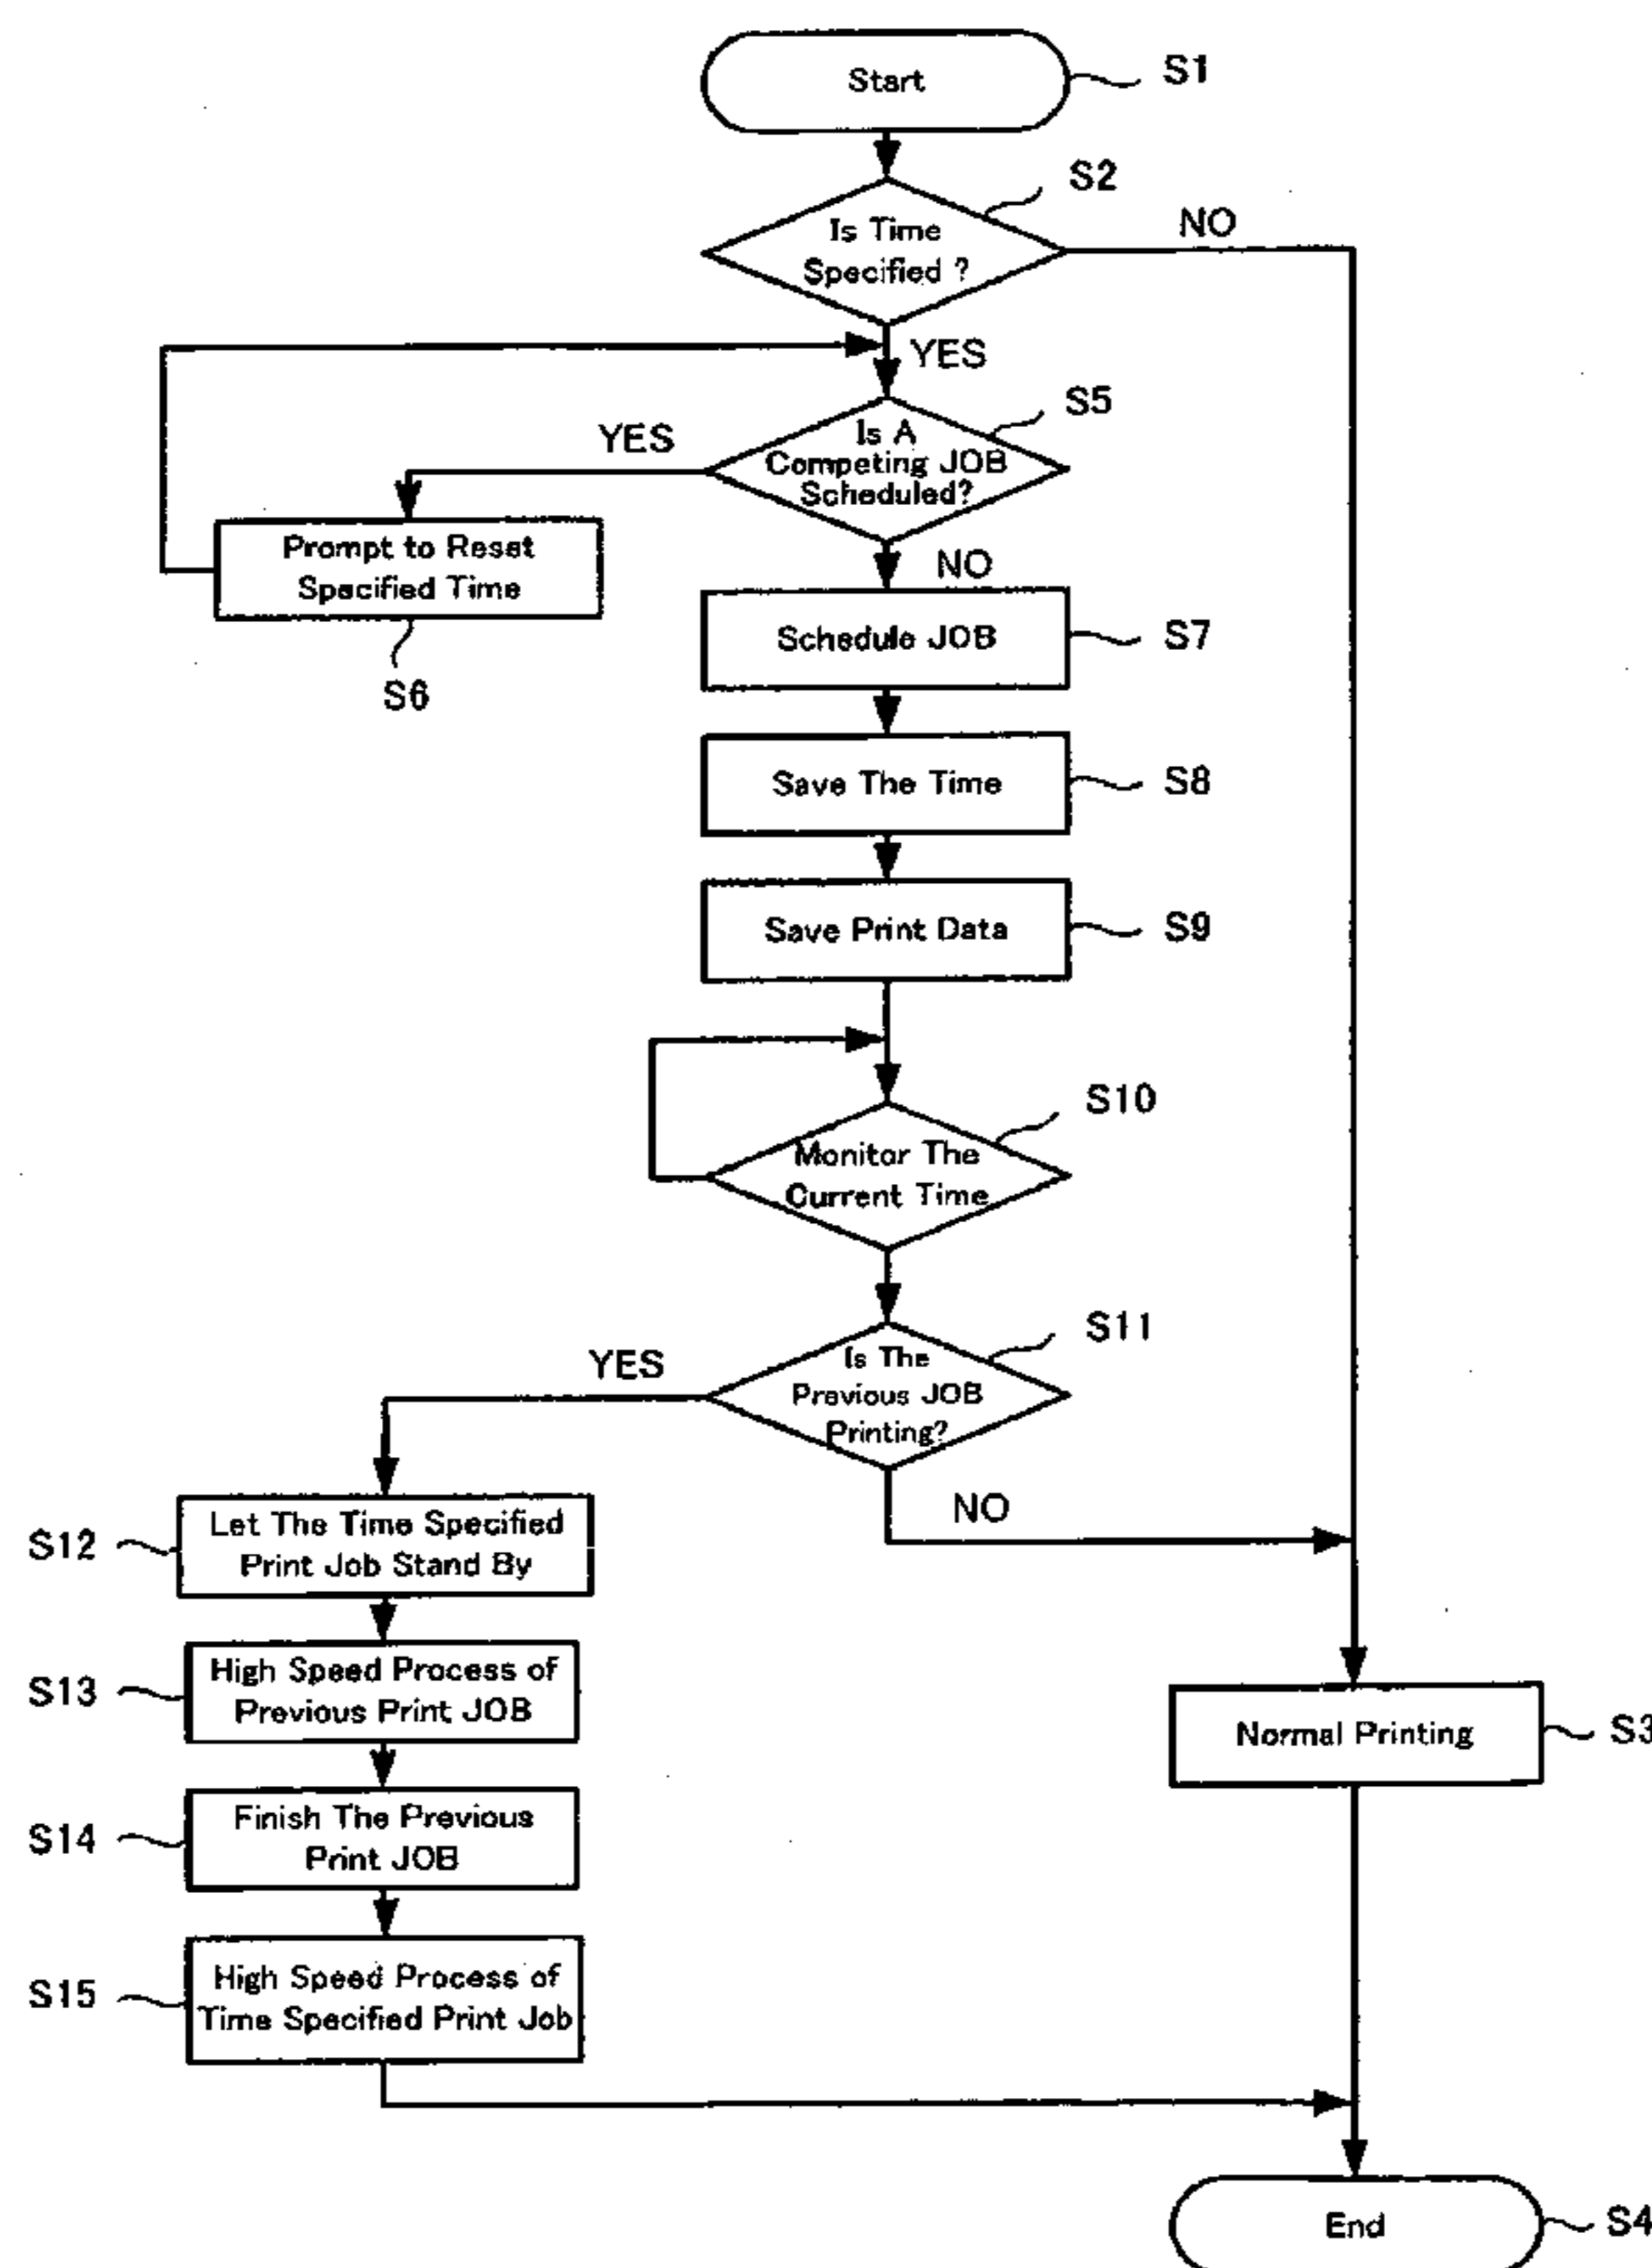 Start
S1
S2
Is Time
Specified ?
NO
YES
S5
YES
Is A
Competing JOB
Scheduled?
Prompt to Reset
Specified Time
S6
NO
Schedule JOB
S7
Save The Time
S8
Save Print Data
S9
S10
Monitor The
Current Time
S11
YES
Is The
Previous JOB
Printing?
NO
S12
Let The Time Specified
Print Job Stand By
S13
High Speed Process of
Previous Print JOB
Normal Printing
S3
S14
Finish The Previous
Print JOB
S15
High Speed Process of
Time Specified Print Job
End
S4